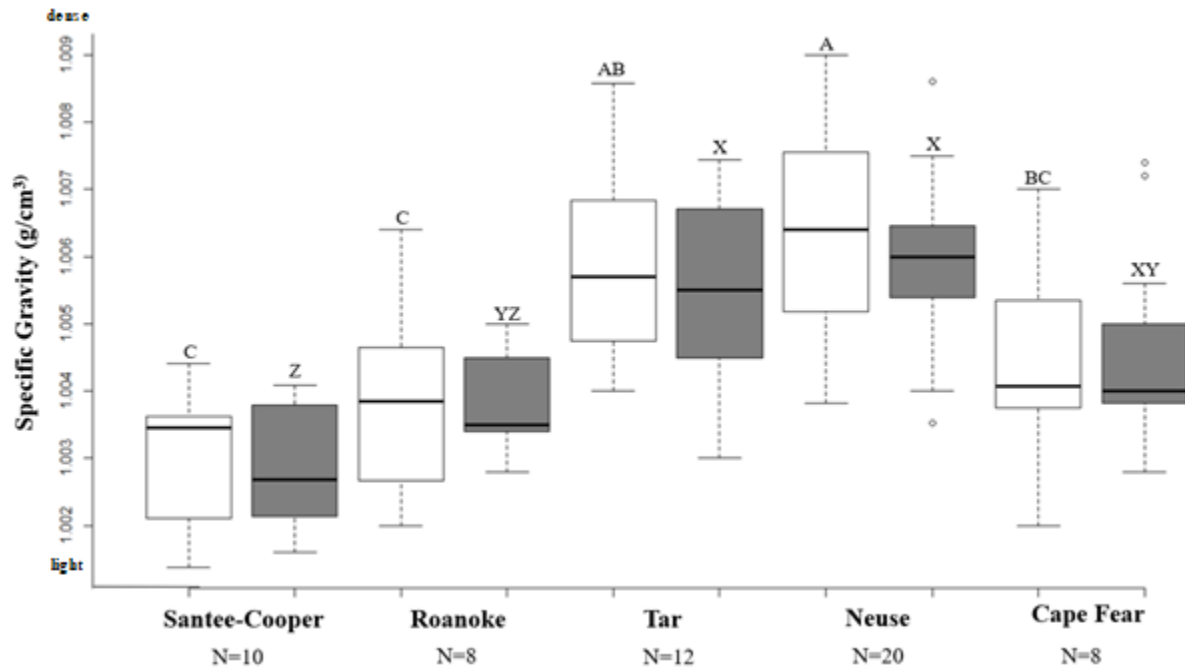 dense
1.009
1.008
1.007
1.006
1.005
1.004
1.003
1.002
light
Specific Gravity (g/cm³)
C
Z
C
YZ
AB
X
A
X
BC
XY
Santee-Cooper Roanoke Tar Neuse Cape Fear
N=10 N=8 N=12 N=20 N=8